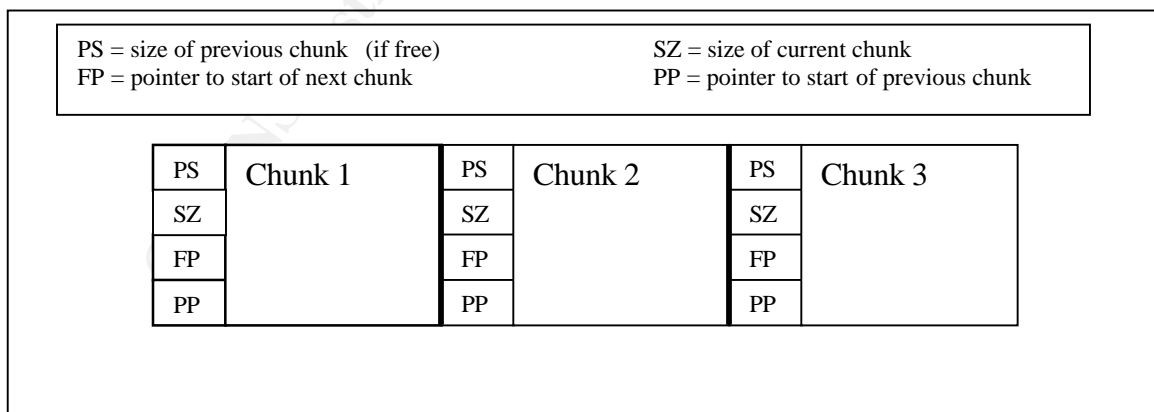 PS = size of previous chunk (if free) SZ = size of current chunk
FP = pointer to start of next chunk PP = pointer to start of previous chunk
PS Chunk 1 PS Chunk 2 PS Chunk 3
SZ SZ SZ
FP FP FP
PP PP PP